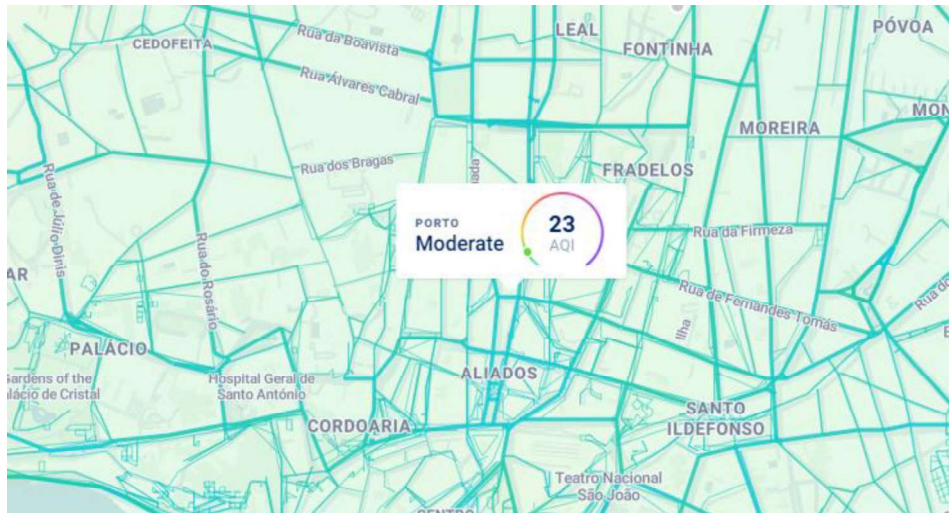 LEAL
PÓVOA
CEDOFEITA
Rua da Boavista
FONTINHA
Rua Álvares Cabral
MOREIRA
Rua dos Bragas
FRADELOS
Rua de Júlio Dinis
PORTO
Moderate
23
AQI
Rua do Rosário
Rua da Firmeza
Rua de Fernandes Tomás
Ilha
PALÁCIO
Gardens of the
Hospital Geral de
Santo António
ALIADOS
CORDOARIA
SANTO
ILDEFONSO
Teatro Nacional
São João